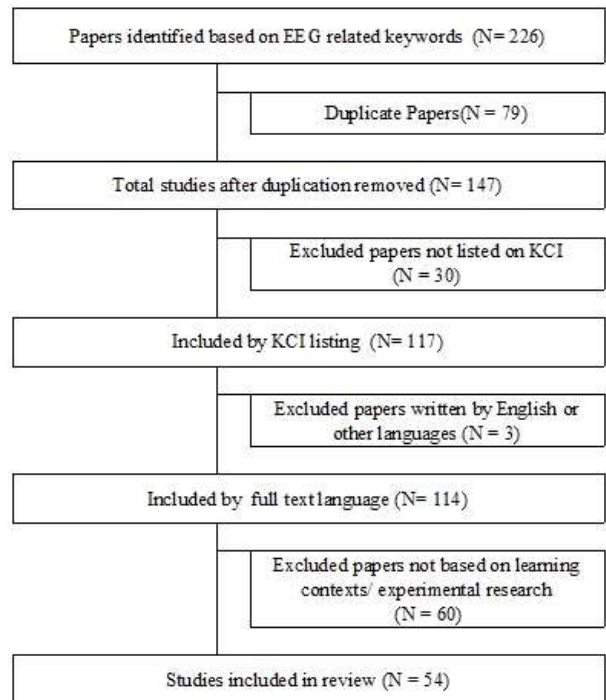 Papers identified based on EEG related keywords (N= 226)
Duplicate Papers(N = 79)
Total studies after duplication removed (N= 147)
Excluded papers not listed on KCI
(N = 30)
Included by KCI listing (N= 117)
Excluded papers written by English or
other languages (N = 3)
Included by full text language (N= 114)
Excluded papers not based on learning
contexts/ experimental research
(N = 60)
Studies included in review (N = 54)